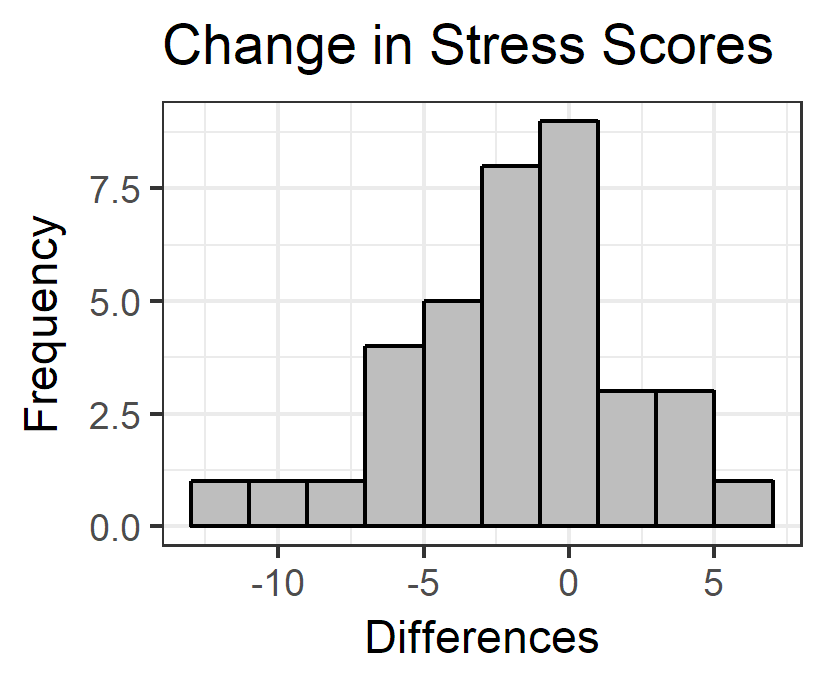 Change in Stress Scores
Frequency
7.5
5.0
2.5
0.0
-10 -5 0 5
Differences